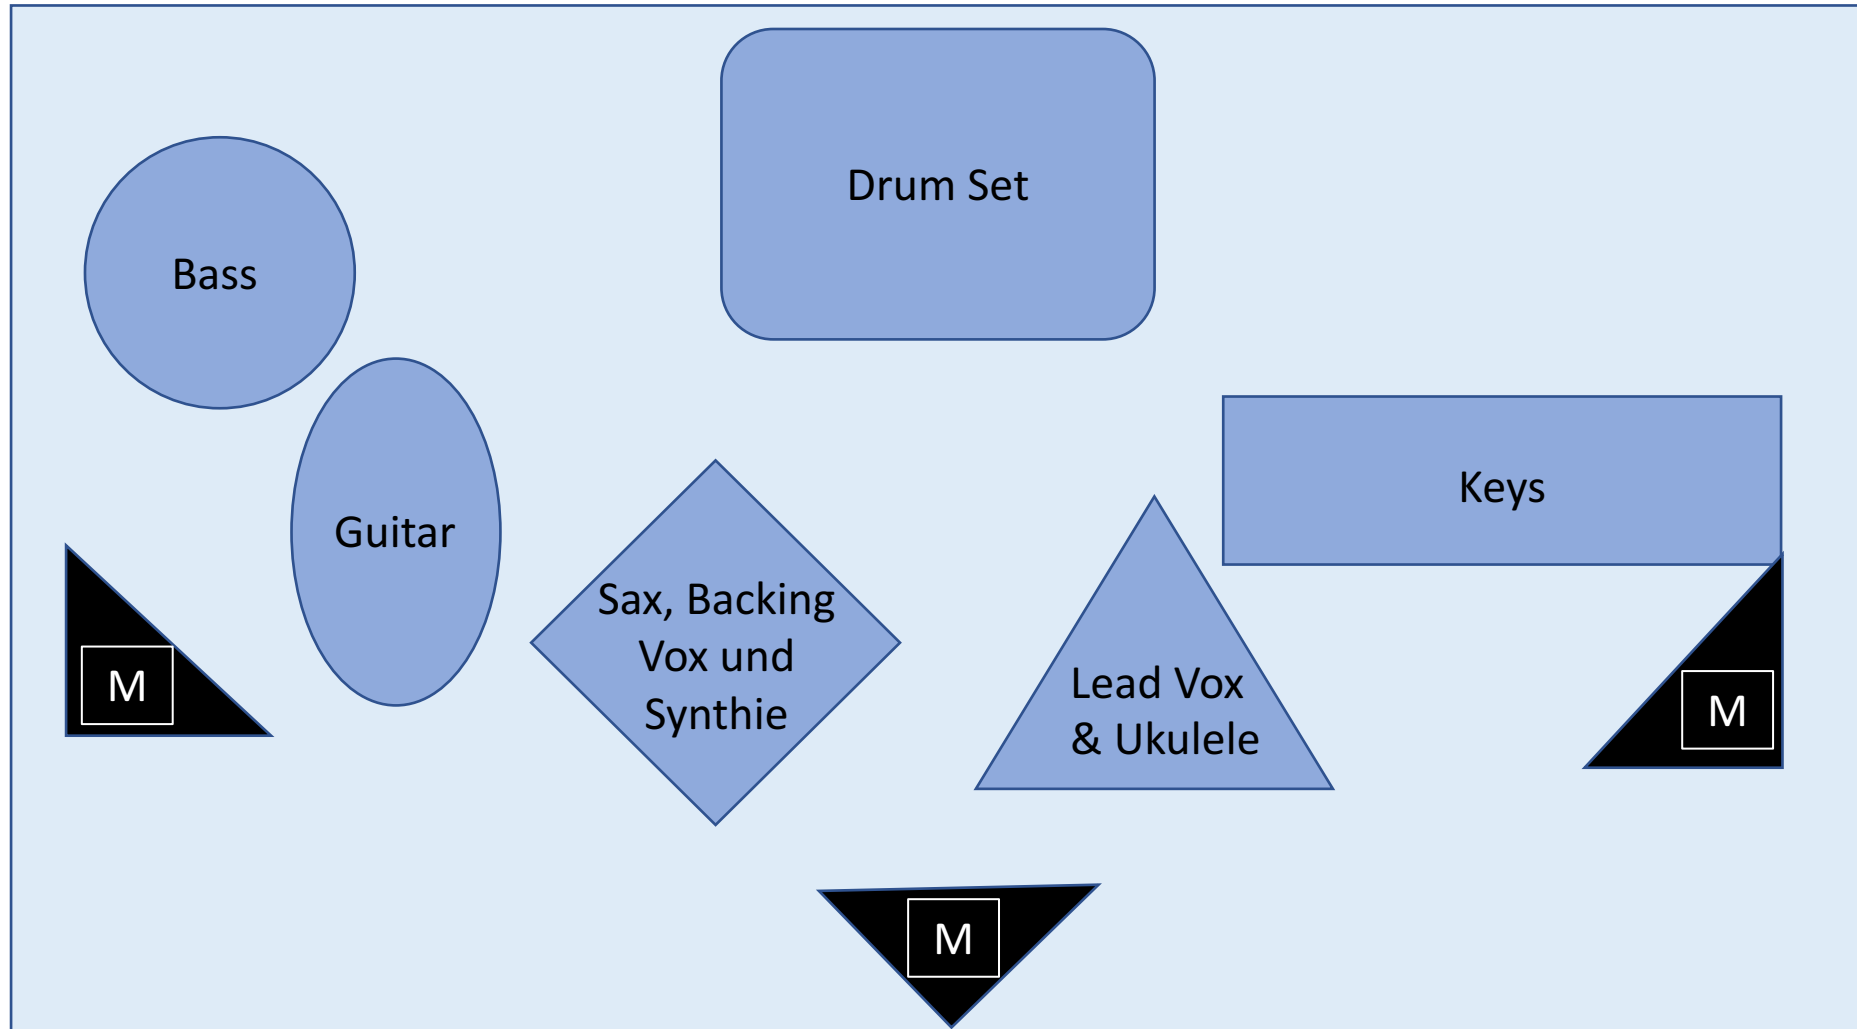 Drum Set
Bass
Keys
Guitar
Sax, Backing
Vox und
Synthie
Lead Vox
& Ukulele
M
M
M